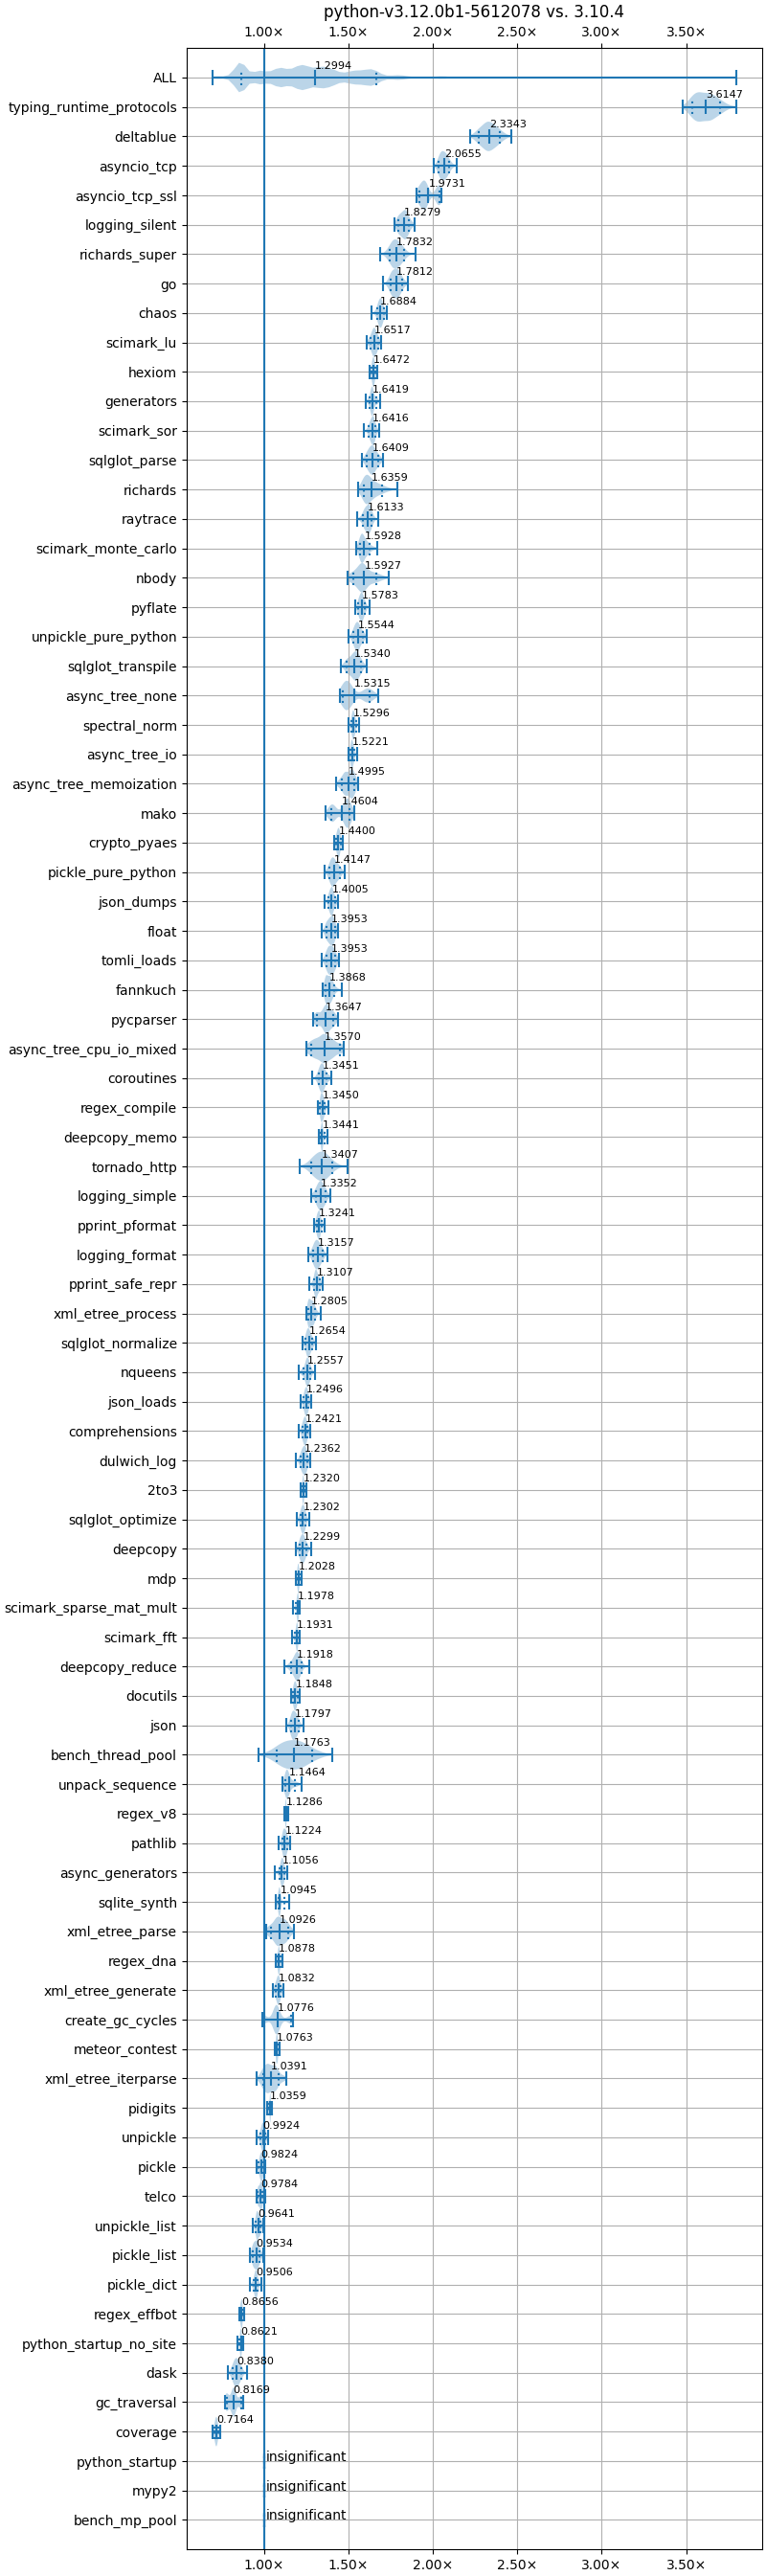 python-v3.12.0b1-5612078 vs. 3.10.4
1.00× 1.50× 2.00× 2.50× 3.00× 3.50×
ALL 1.2994
typing_runtime_protocols 3.6147
deltablue 2.3343
asyncio_tcp 2.0655
asyncio_tcp_ssl 1.9731
logging_silent 1.8279
richards_super 1.7832
go 1.7812
chaos 1.6884
scimark_lu 1.6517
hexiom 1.6472
generators 1.6419
scimark_sor 1.6416
sqlglot_parse 1.6409
richards 1.6359
raytrace 1.6133
scimark_monte_carlo 1.5928
nbody 1.5927
pyflate 1.5783
unpickle_pure_python 1.5544
sqlglot_transpile 1.5340
async_tree_none 1.5315
spectral_norm 1.5296
async_tree_io 1.5221
async_tree_memoization 1.4995
mako 1.4604
crypto_pyaes 1.4400
pickle_pure_python 1.4147
json_dumps 1.4005
float 1.3953
tomli_loads 1.3953
fannkuch 1.3868
pycparser 1.3647
async_tree_cpu_io_mixed 1.3570
coroutines 1.3451
regex_compile 1.3450
deepcopy_memo 1.3441
tornado_http 1.3407
logging_simple 1.3352
pprint_pformat 1.3241
logging_format 1.3157
pprint_safe_repr 1.3107
xml_etree_process 1.2805
sqlglot_normalize 1.2654
nqueens 1.2557
json_loads 1.2496
comprehensions 1.2421
dulwich_log 1.2362
2to3 1.2320
sqlglot_optimize 1.2302
deepcopy 1.2299
mdp 1.2028
scimark_sparse_mat_mult 1.1978
scimark_fft 1.1931
deepcopy_reduce 1.1918
docutils 1.1848
json 1.1797
bench_thread_pool 1.1763
unpack_sequence 1.1464
regex_v8 1.1286
pathlib 1.1224
async_generators 1.1056
sqlite_synth 1.0945
xml_etree_parse 1.0926
regex_dna 1.0878
xml_etree_generate 1.0832
create_gc_cycles 1.0776
meteor_contest 1.0763
xml_etree_iterparse 1.0391
pidigits 1.0359
unpickle 0.9924
pickle 0.9824
telco 0.9784
unpickle_list 0.9641
pickle_list 0.9534
pickle_dict 0.9506
regex_effbot 0.8656
python_startup_no_site 0.8621
dask 0.8380
gc_traversal 0.8169
coverage 0.7164
python_startup insignificant
mypy2 insignificant
bench_mp_pool insignificant
1.00× 1.50× 2.00× 2.50× 3.00× 3.50×